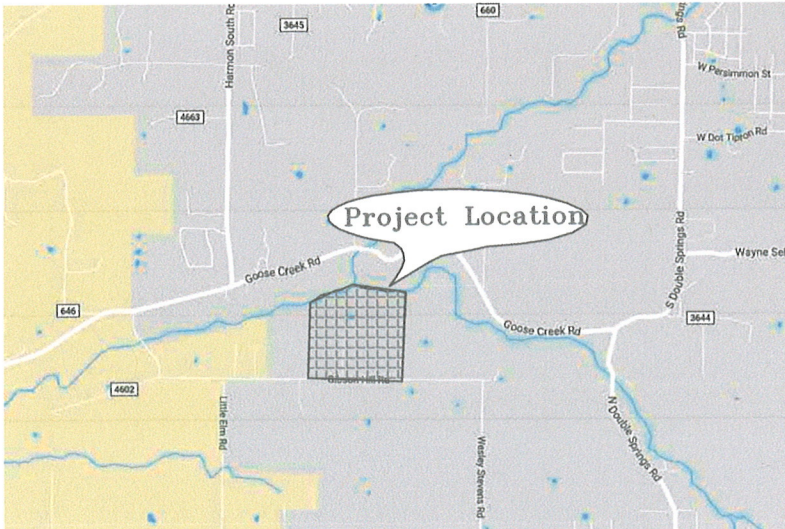 660
3645
Harmon South Rd
ngs Rd
W Persimmon St
4663
W Dot Tipton Rd
Project Location
S Double Springs Rd
Wayne Sel
Goose Creek Rd
646
3644
Goose Creek Rd
Gibson Hill Rd
4602
Little Elm Rd
N Double Springs Rd
Wesley Stevens Rd